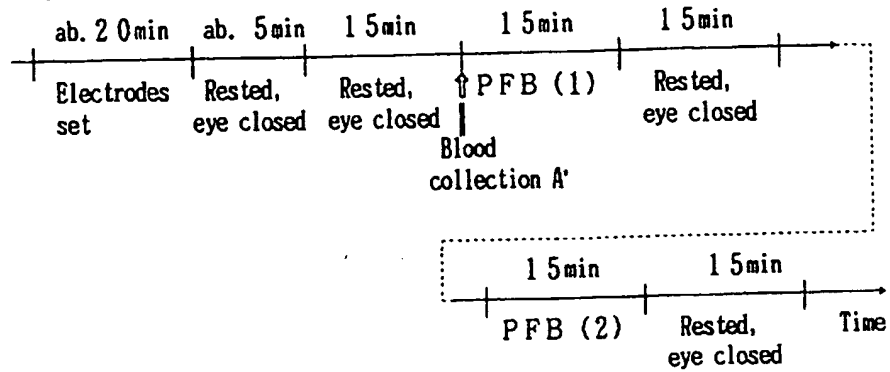 ab. 20min ab. 5min 15min 15min 15min
Electrodes set
Rested, eye closed
Rested, eye closed
PFB (1)
Rested, eye closed
Blood collection A'
15min 15min
PFB (2)
Rested, eye closed
Time